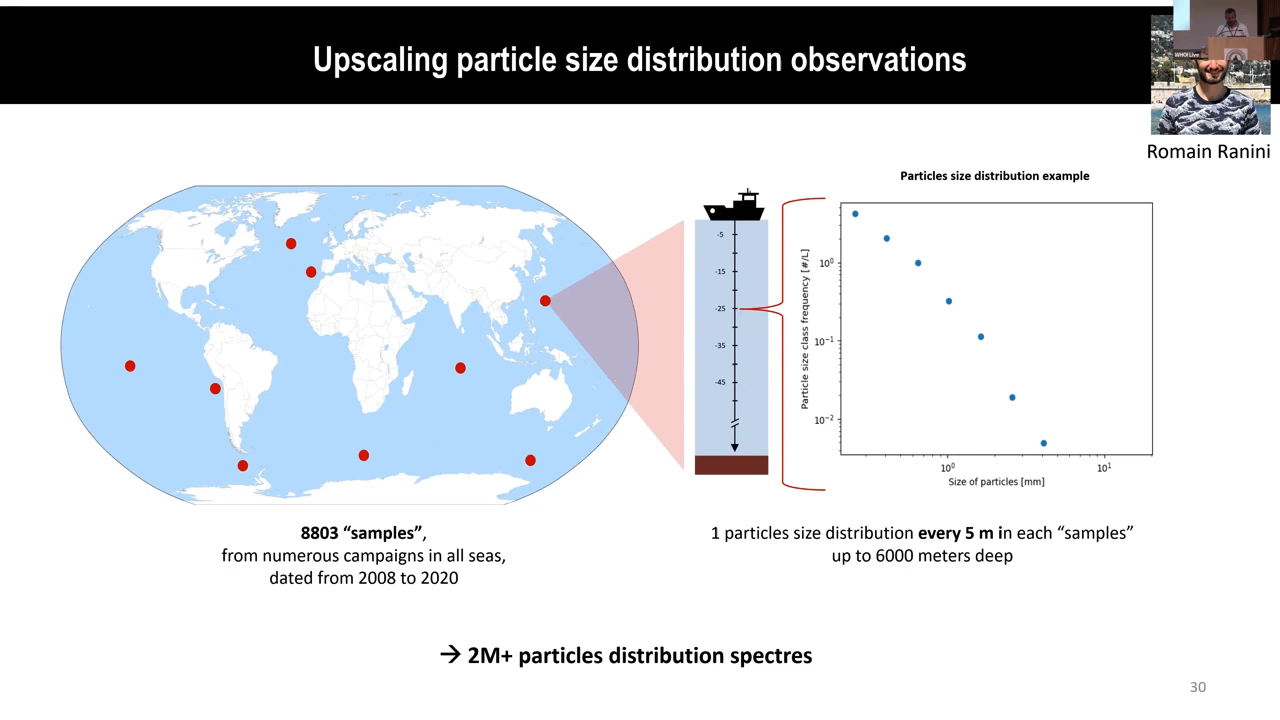 Upscaling particle size distribution observations
WHOI Live
Romain Ranini
Particles size distribution example
-5
-15
-25
-35
-45
Particle size class frequency [#/L]
10⁰
10⁻¹
10⁻²
10⁰
10¹
Size of particles [mm]
8803 “samples”,
from numerous campaigns in all seas,
dated from 2008 to 2020
1 particles size distribution every 5 m in each “samples”
up to 6000 meters deep
→ 2M+ particles distribution spectres
30